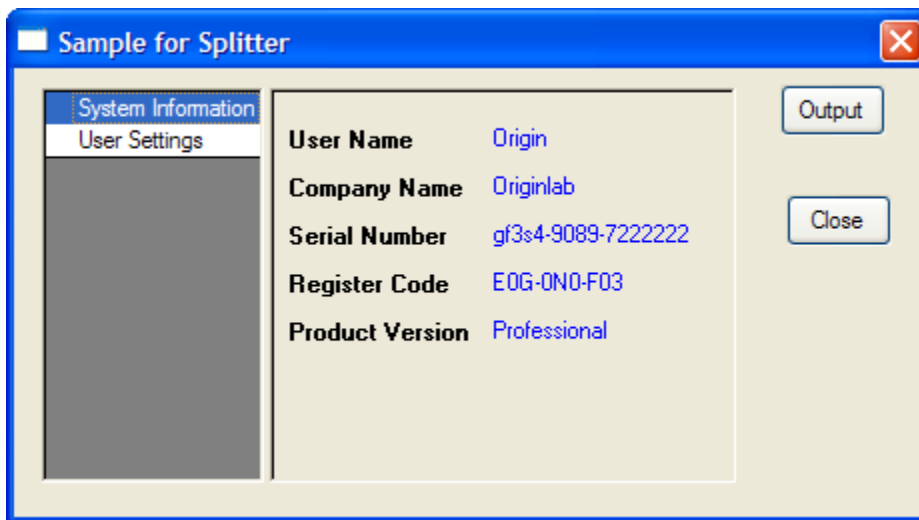 Sample for Splitter
System Information
User Settings
User Name Origin
Company Name Originlab
Serial Number gf3s4-9089-7222222
Register Code E0G-0N0-F03
Product Version Professional
Output
Close